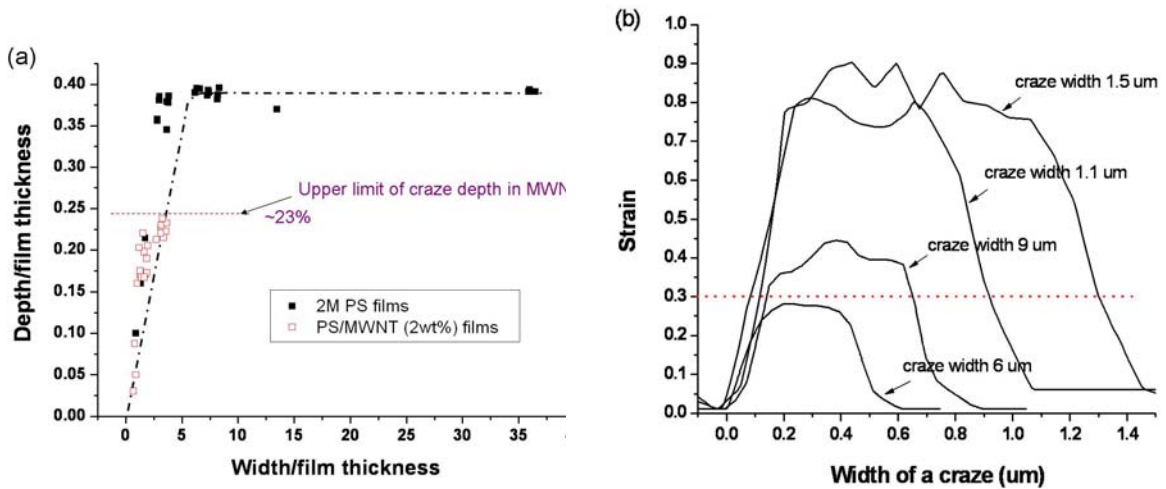 (a)
0.40
0.35
0.30
0.25
0.20
0.15
0.10
0.05
0.00
Depth/film thickness
0
5
10
15
20
25
30
35
Width/film thickness
Upper limit of craze depth in MWN
~23%
2M PS films
PS/MWNT (2wt%) films
(b)
1.0
0.9
0.8
0.7
0.6
0.5
0.4
0.3
0.2
0.1
0.0
Strain
0.0
0.2
0.4
0.6
0.8
1.0
1.2
1.4
Width of a craze (um)
craze width 1.5 um
craze width 1.1 um
craze width 9 um
craze width 6 um